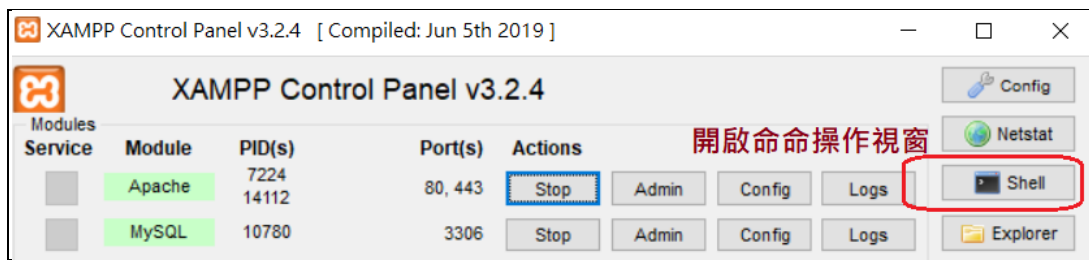 XAMPP Control Panel v3.2.4 [ Compiled: Jun 5th 2019 ]
XAMPP Control Panel v3.2.4
Config
Modules
Service Module PID(s) Port(s) Actions
開啟命命操作視窗
Netstat
Apache 7224 14112 80, 443 Stop Admin Config Logs
Shell
MySQL 10780 3306 Stop Admin Config Logs
Explorer